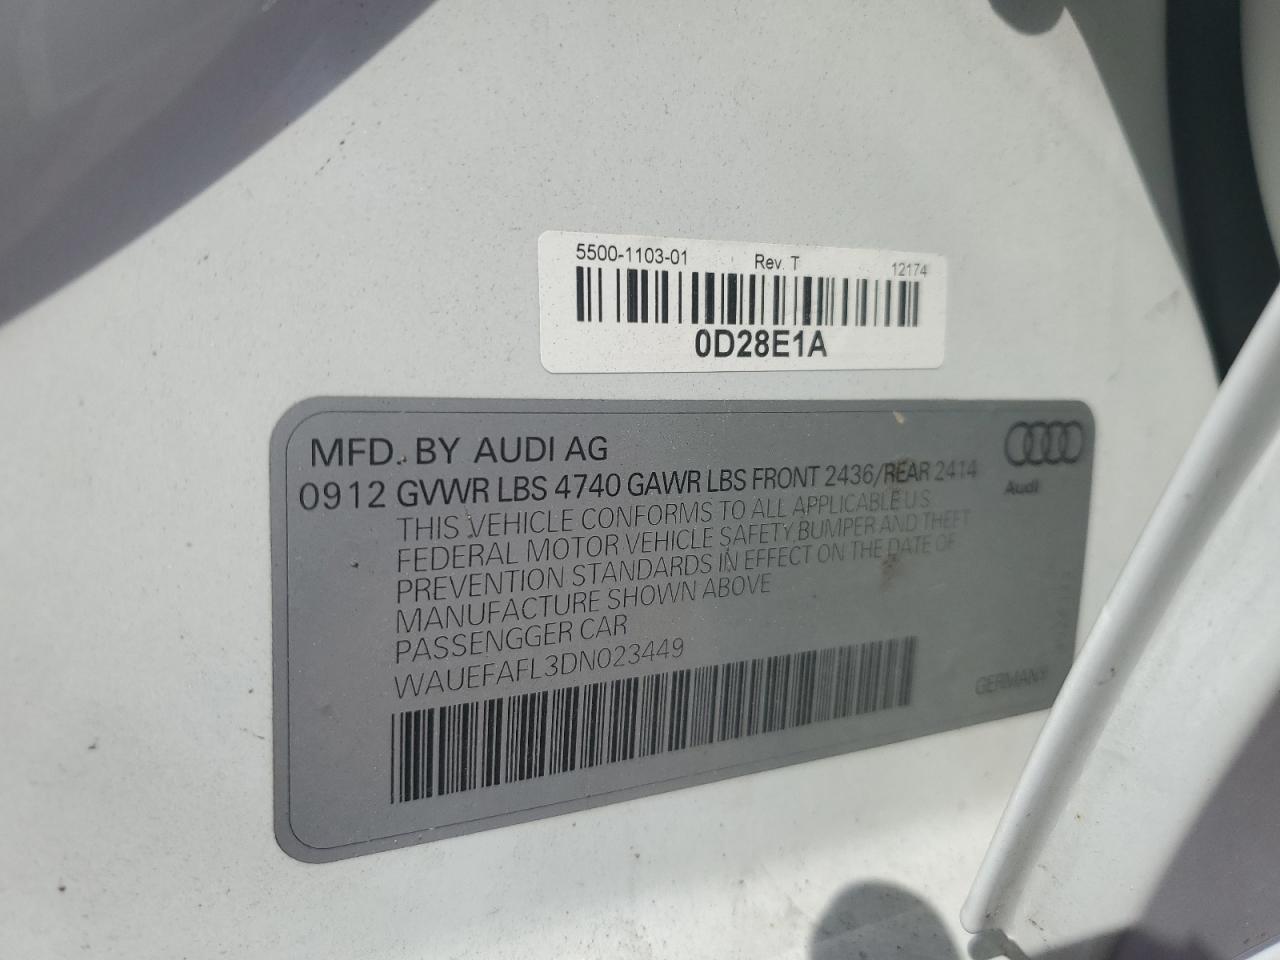 5500-1103-01 Rev. T 12174
0D28E1A
MFD. BY AUDI AG
0912 GVWR LBS 4740 GAWR LBS FRONT 2436/REAR 2414
Audi
THIS VEHICLE CONFORMS TO ALL APPLICABLE U.S.
FEDERAL MOTOR VEHICLE SAFETY, BUMPER AND THEFT
PREVENTION STANDARDS IN EFFECT ON THE DATE OF
MANUFACTURE SHOWN ABOVE
PASSENGGER CAR
WAUEFAFL3DN023449
GERMANY